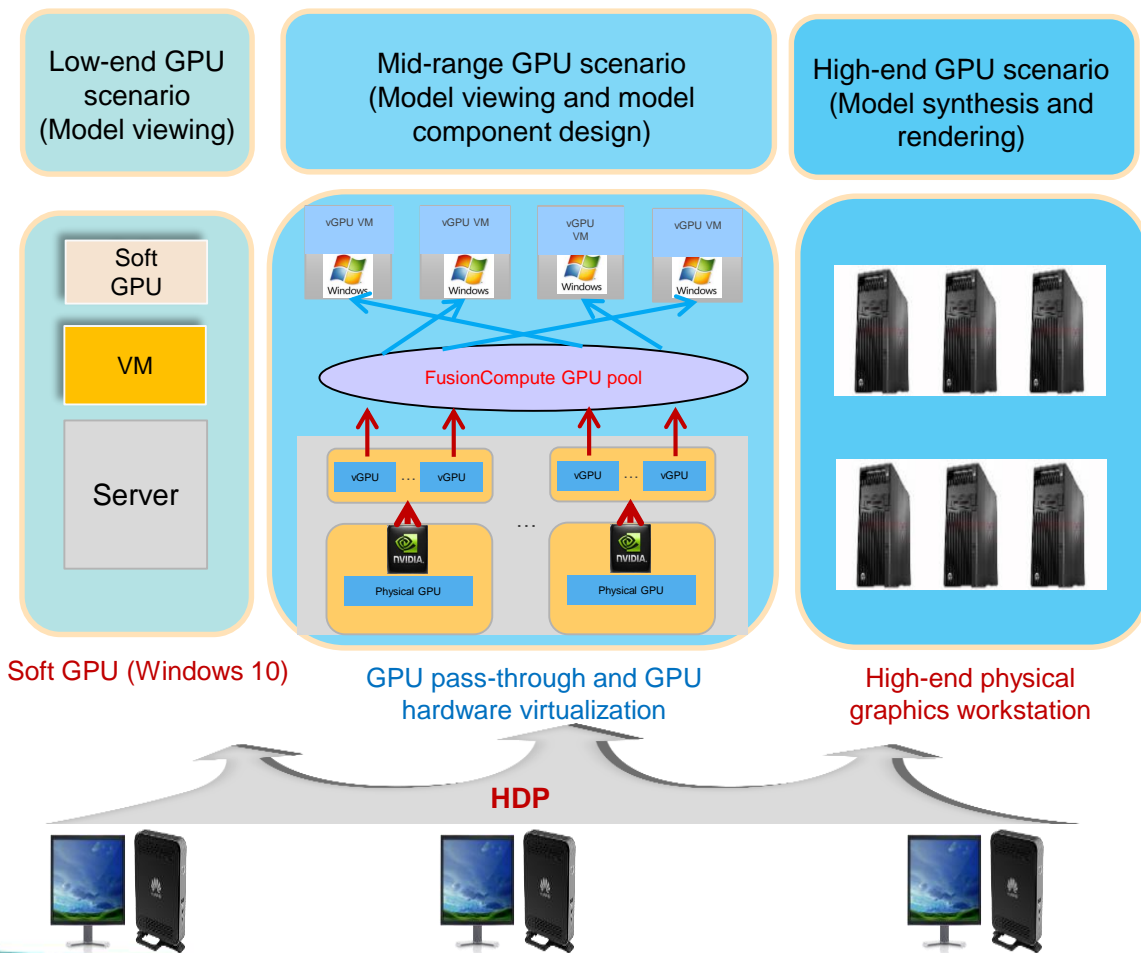 Low-end GPU
scenario
(Model viewing)
Mid-range GPU scenario
(Model viewing and model
component design)
High-end GPU scenario
(Model synthesis and
rendering)
Soft
GPU
VM
Server
vGPU VM
vGPU VM
vGPU
VM
vGPU VM
Windows
Windows
Windows
Windows
FusionCompute GPU pool
vGPU
...
vGPU
vGPU
...
vGPU
...
NVIDIA.
NVIDIA.
Physical GPU
Physical GPU
Soft GPU (Windows 10)
GPU pass-through and GPU
hardware virtualization
High-end physical
graphics workstation
HDP